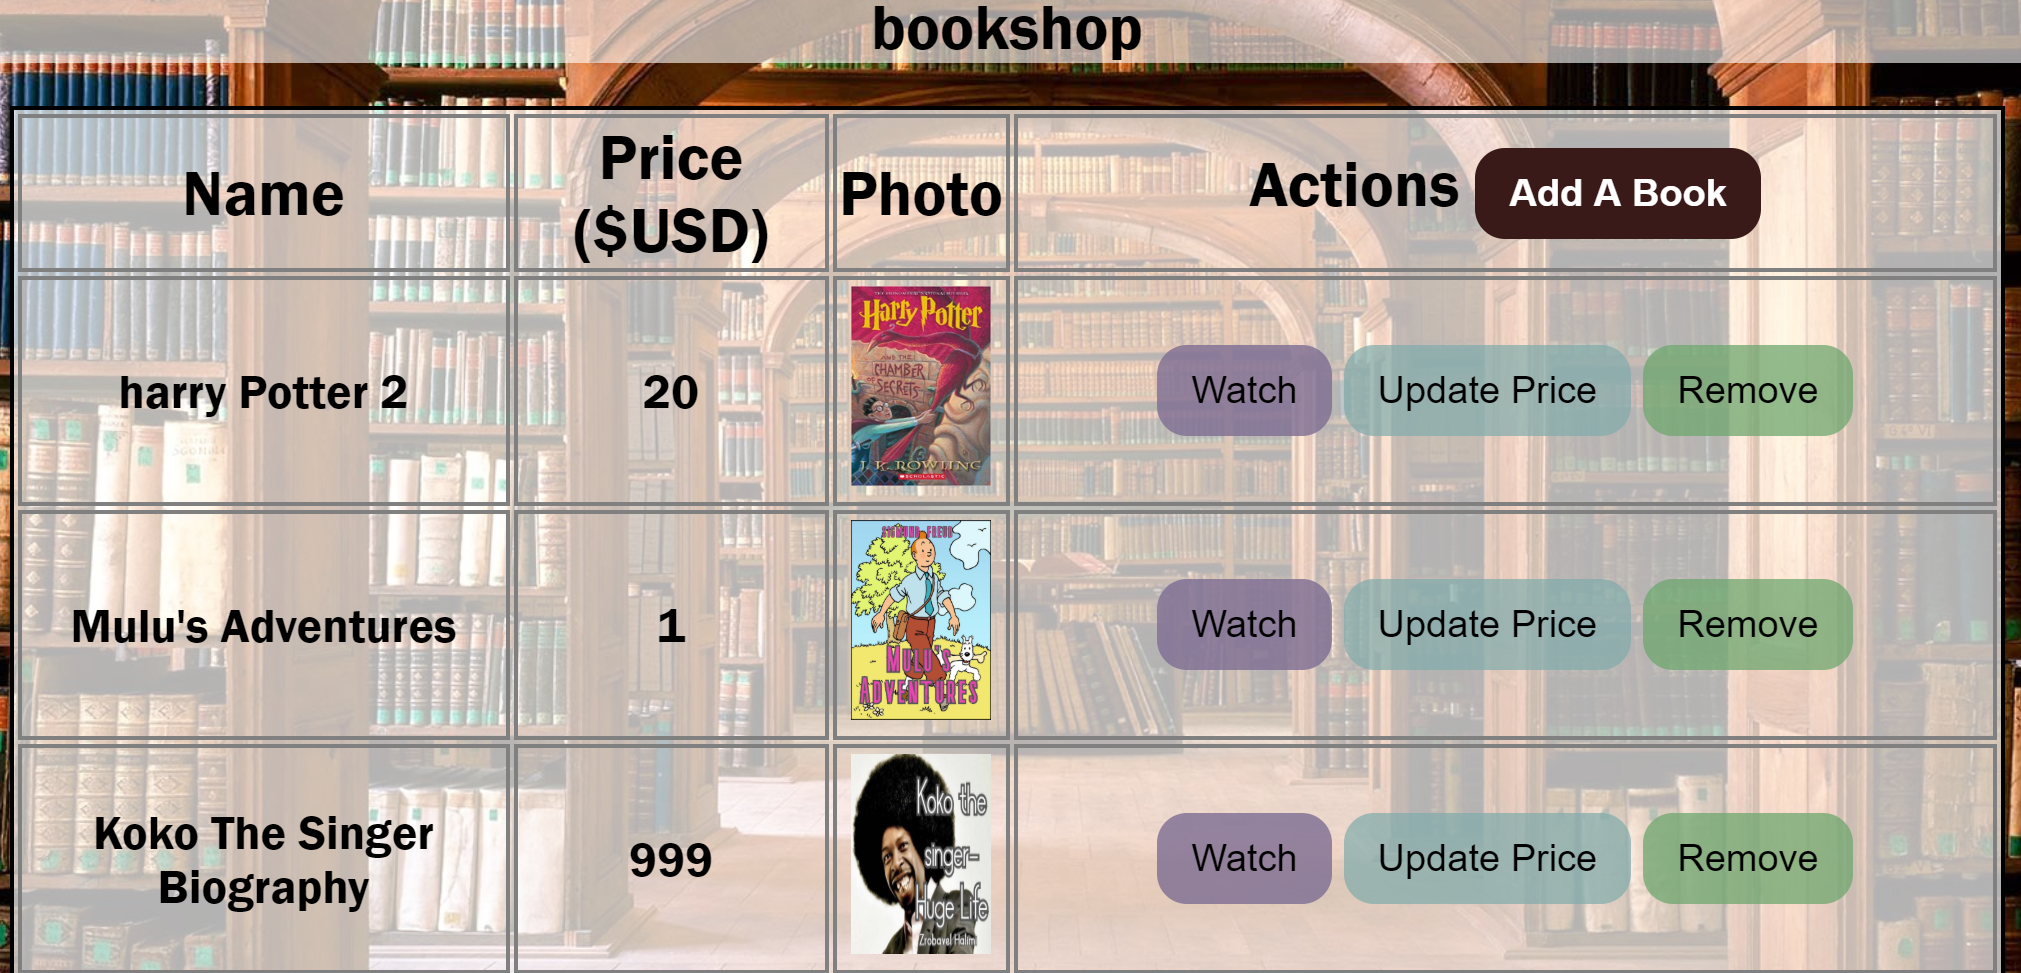 bookshop
Name
Price
($USD)
Photo
Actions
Add A Book
harry Potter 2
20
Harry Potter
AND THE
CHAMBER
OF SECRETS
J. K. ROWLING
SCHOLASTIC
Watch
Update Price
Remove
Mulu's Adventures
1
SIGMUND FREUD
MULU'S
ADVENTURES
Watch
Update Price
Remove
Koko The Singer
Biography
999
Koko the
singer-
Huge Life
Zrobavel Halim
Watch
Update Price
Remove